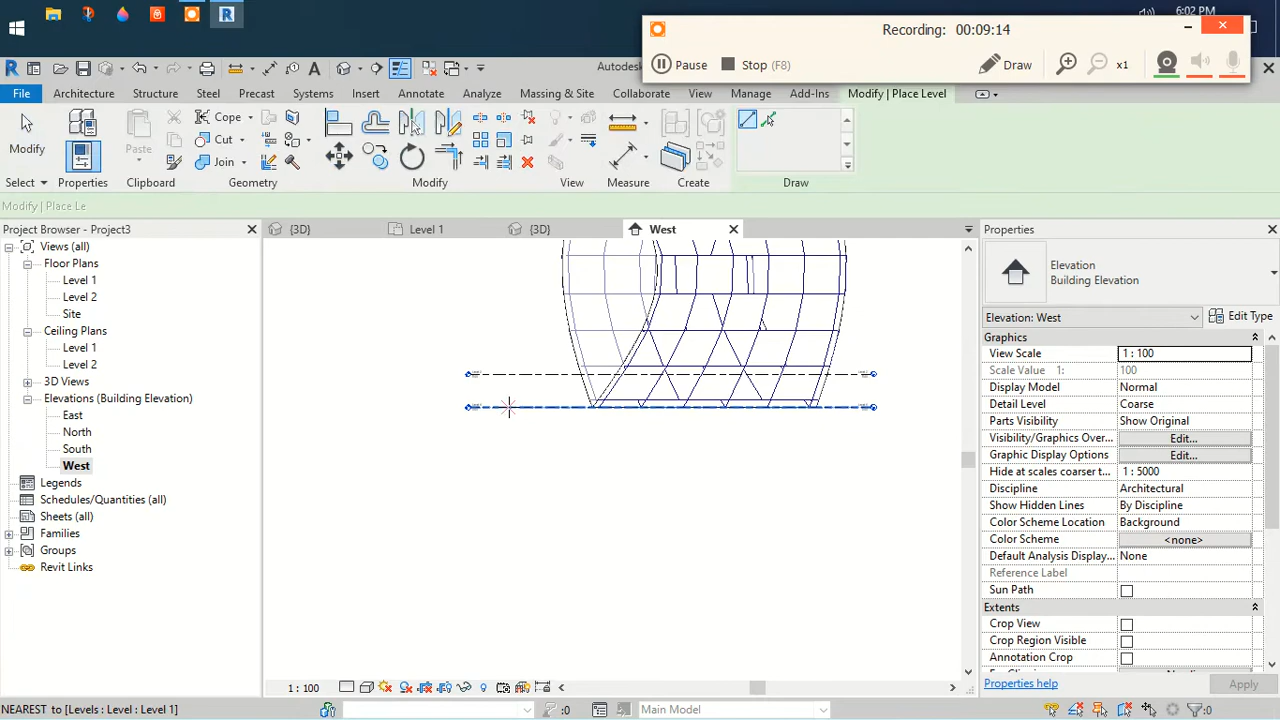 6:02 PM
Recording: 00:09:14
Pause
Stop (F8)
Draw
x1
Autodesk
File
Architecture
Structure
Steel
Precast
Systems
Insert
Annotate
Analyze
Massing & Site
Collaborate
View
Manage
Add-Ins
Modify | Place Level
Modify
Paste
Cope
Cut
Join
Select
Properties
Clipboard
Geometry
Modify
View
Measure
Create
Draw
Modify | Place Le
Project Browser - Project3
{3D}
Level 1
{3D}
West
Properties
Views (all)
Floor Plans
Level 1
Level 2
Site
Ceiling Plans
Level 1
Level 2
3D Views
Elevations (Building Elevation)
East
North
South
West
Legends
Schedules/Quantities (all)
Sheets (all)
Families
Groups
Revit Links
Elevation
Building Elevation
Elevation: West
Edit Type
Graphics
View Scale
1 : 100
Scale Value 1:
100
Display Model
Normal
Detail Level
Coarse
Parts Visibility
Show Original
Visibility/Graphics Over...
Edit...
Graphic Display Options
Edit...
Hide at scales coarser t...
1 : 5000
Discipline
Architectural
Show Hidden Lines
By Discipline
Color Scheme Location
Background
Color Scheme
<none>
Default Analysis Display...
None
Reference Label
Sun Path
Extents
Crop View
Crop Region Visible
Annotation Crop
Properties help
Apply
1 : 100
NEAREST to [Levels : Level : Level 1]
:0
Main Model
:0